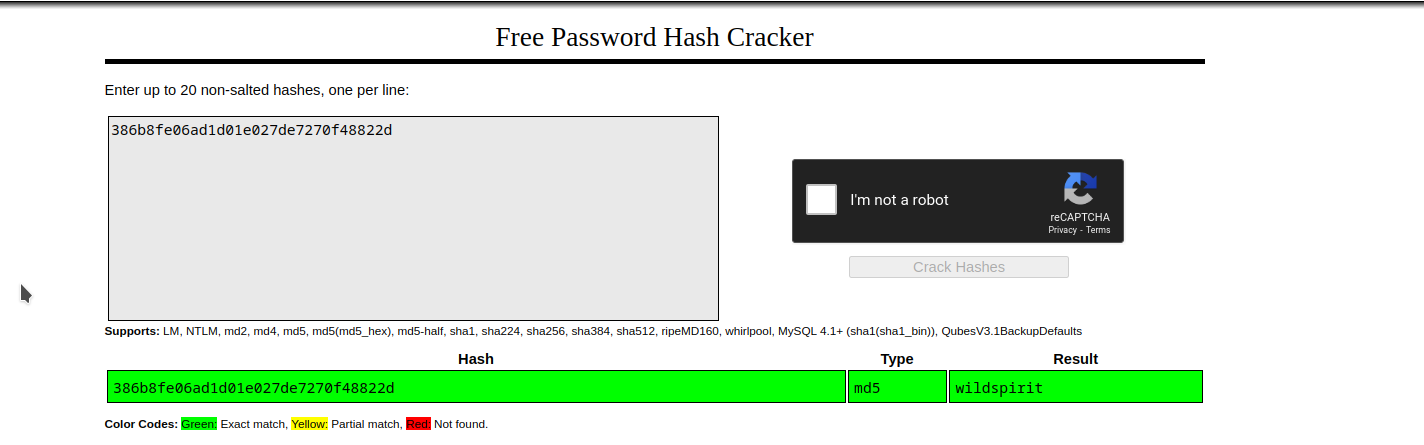 Free Password Hash Cracker
Enter up to 20 non-salted hashes, one per line:
386b8fe06ad1d01e027de7270f48822d
I'm not a robot
reCAPTCHA
Privacy - Terms
Crack Hashes
Supports: LM, NTLM, md2, md4, md5, md5(md5_hex), md5-half, sha1, sha224, sha256, sha384, sha512, ripeMD160, whirlpool, MySQL 4.1+ (sha1(sha1_bin)), QubesV3.1BackupDefaults
Hash Type Result
386b8fe06ad1d01e027de7270f48822d md5 wildspirit
Color Codes: Green: Exact match, Yellow: Partial match, Red: Not found.